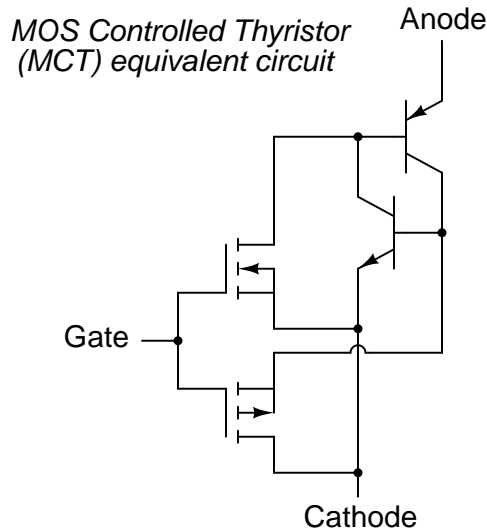 MOS Controlled Thyristor
(MCT) equivalent circuit
Anode
Gate
Cathode